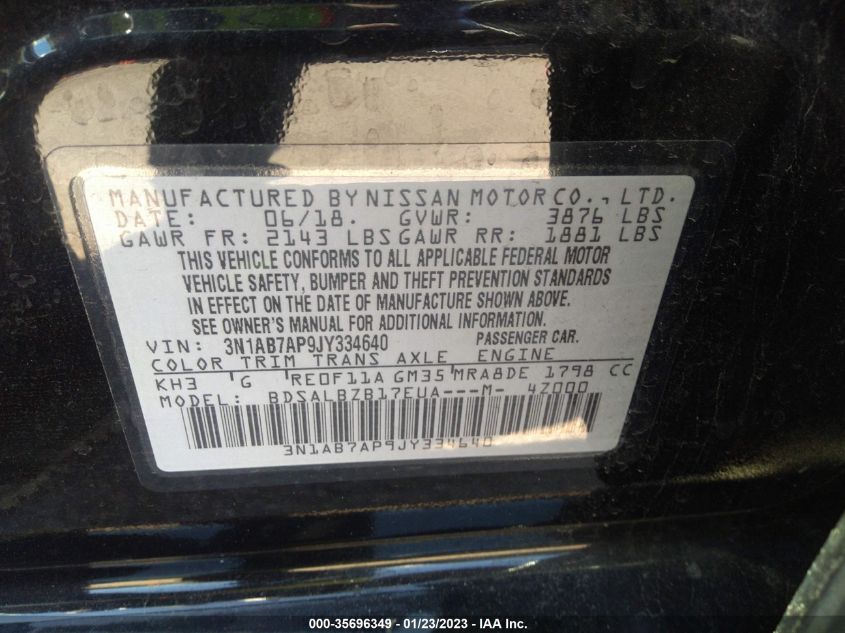 MANUFACTURED BY NISSAN MOTOR CO., LTD.
DATE: 06/18. GVWR: 3876 LBS
GAWR FR: 2143 LBS GAWR RR: 1881 LBS
THIS VEHICLE CONFORMS TO ALL APPLICABLE FEDERAL MOTOR
VEHICLE SAFETY, BUMPER AND THEFT PREVENTION STANDARDS
IN EFFECT ON THE DATE OF MANUFACTURE SHOWN ABOVE.
SEE OWNER'S MANUAL FOR ADDITIONAL INFORMATION.
VIN: 3N1AB7AP9JY334640 PASSENGER CAR.
COLOR TRIM TRANS AXLE ENGINE
KH3 G RE0F11A GM35 MRA8DE 1798 CC
MODEL: BDSALBZB17EUA---M- 4Z000
3N1AB7AP9JY334640
000-35696349 - 01/23/2023 - IAA Inc.